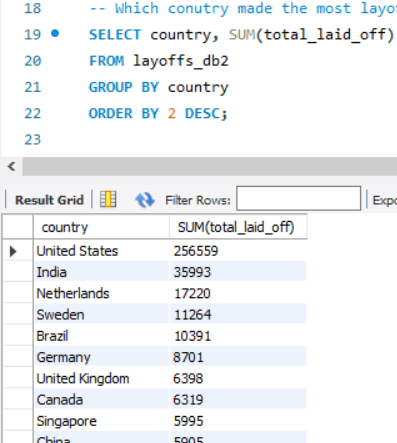 18 -- Which conutry made the most layo
19 SELECT country, SUM(total_laid_off)
20 FROM layoffs_db2
21 GROUP BY country
22 ORDER BY 2 DESC;
23
Result Grid Filter Rows: Expo
country SUM(total_laid_off)
United States 256559
India 35993
Netherlands 17220
Sweden 11264
Brazil 10391
Germany 8701
United Kingdom 6398
Canada 6319
Singapore 5995
China 5905